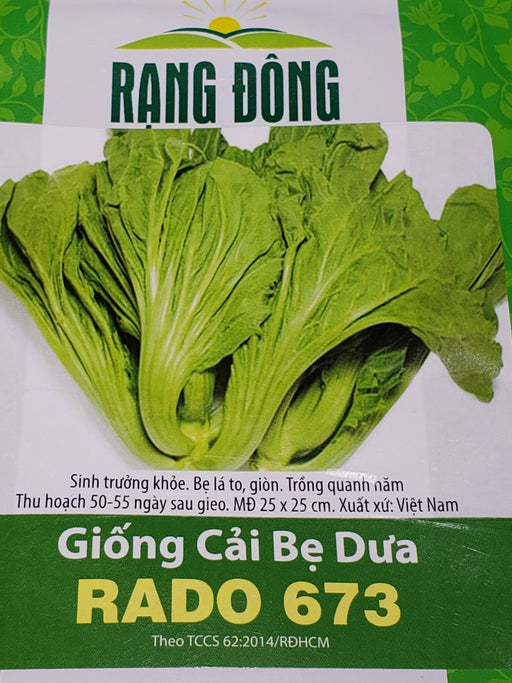 RẠNG ĐÔNG
Sinh trưởng khỏe. Bẹ lá to, giòn. Trồng quanh năm
Thu hoạch 50-55 ngày sau gieo. MĐ 25 x 25 cm. Xuất xứ: Việt Nam
Giống Cải Bẹ Dưa
RADO 673
Theo TCCS 62:2014/RĐHCM